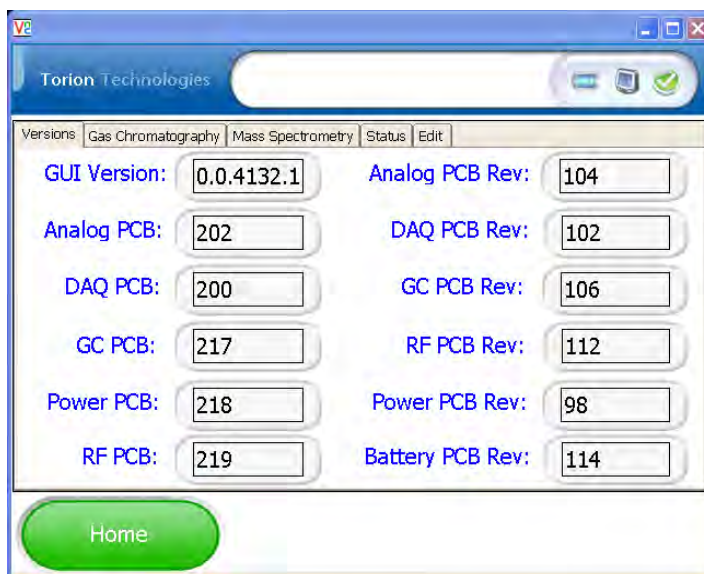 V2
Torion Technologies
Versions Gas Chromatography Mass Spectrometry Status Edit
GUI Version: 0.0.4132.1 Analog PCB Rev: 104
Analog PCB: 202 DAQ PCB Rev: 102
DAQ PCB: 200 GC PCB Rev: 106
GC PCB: 217 RF PCB Rev: 112
Power PCB: 218 Power PCB Rev: 98
RF PCB: 219 Battery PCB Rev: 114
Home